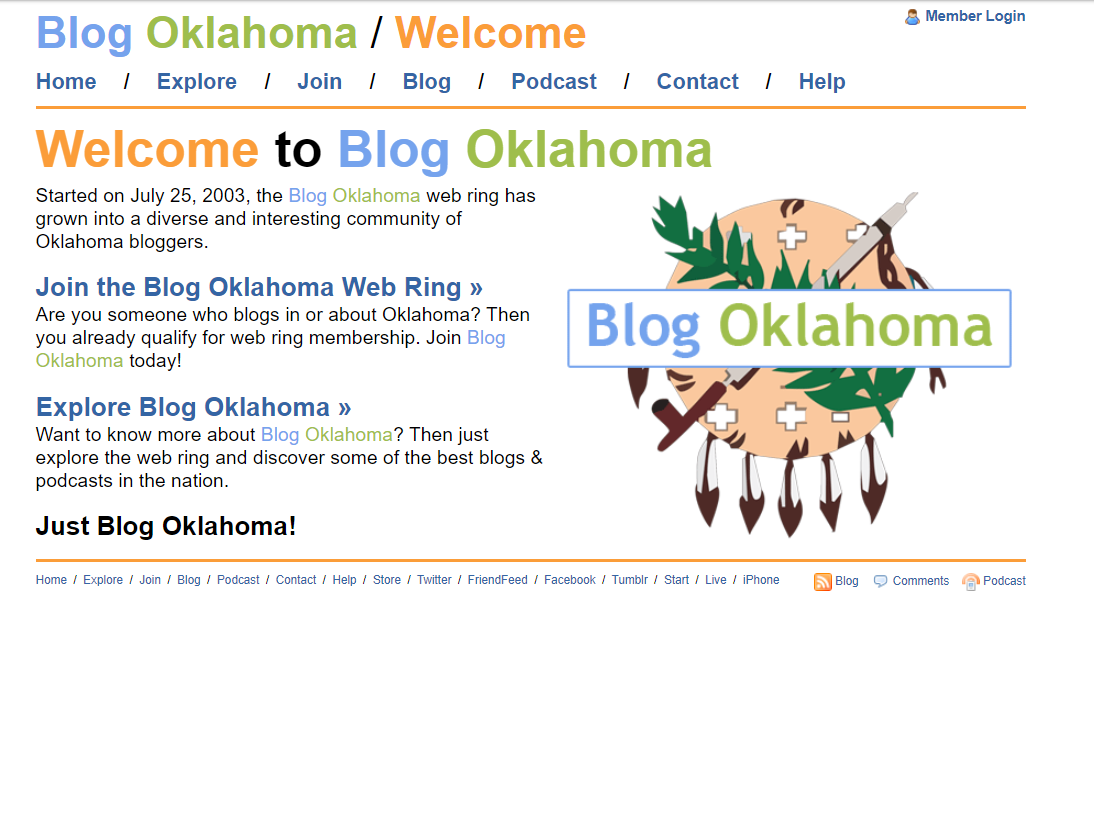 Blog Oklahoma / Welcome
Member Login
Home / Explore / Join / Blog / Podcast / Contact / Help
Welcome to Blog Oklahoma
Started on July 25, 2003, the Blog Oklahoma web ring has
grown into a diverse and interesting community of
Oklahoma bloggers.
Join the Blog Oklahoma Web Ring »
Are you someone who blogs in or about Oklahoma? Then
you already qualify for web ring membership. Join Blog
Oklahoma today!
Explore Blog Oklahoma »
Want to know more about Blog Oklahoma? Then just
explore the web ring and discover some of the best blogs &
podcasts in the nation.
Just Blog Oklahoma!
Blog Oklahoma
Home / Explore / Join / Blog / Podcast / Contact / Help / Store / Twitter / FriendFeed / Facebook / Tumblr / Start / Live / iPhone
Blog Comments Podcast